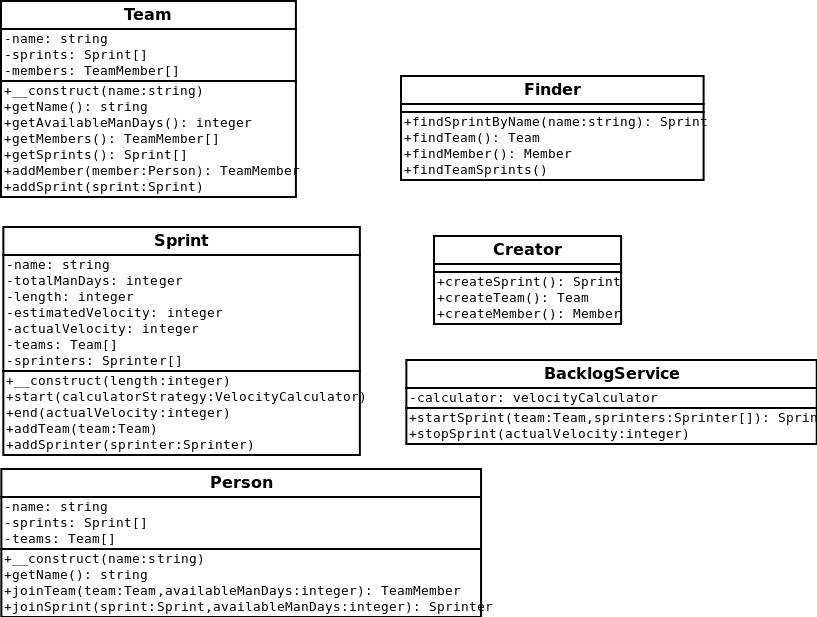 Team
-name: string
-sprints: Sprint[]
-members: TeamMember[]
+__construct(name:string)
+getName(): string
+getAvailableManDays(): integer
+getMembers(): TeamMember[]
+getSprints(): Sprint[]
+addMember(member:Person): TeamMember
+addSprint(sprint:Sprint)
Finder
+findSprintByName(name:string): Sprint
+findTeam(): Team
+findMember(): Member
+findTeamSprints()
Sprint
-name: string
-totalManDays: integer
-length: integer
-estimatedVelocity: integer
-actualVelocity: integer
-teams: Team[]
-sprinters: Sprinter[]
+__construct(length:integer)
+start(calculatorStrategy:VelocityCalculator)
+end(actualVelocity:integer)
+addTeam(team:Team)
+addSprinter(sprinter:Sprinter)
Creator
+createSprint(): Sprint
+createTeam(): Team
+createMember(): Member
BacklogService
-calculator: velocityCalculator
+startSprint(team:Team,sprinters:Sprinter[]): Sprin
+stopSprint(actualVelocity:integer)
Person
-name: string
-sprints: Sprint[]
-teams: Team[]
+__construct(name:string)
+getName(): string
+joinTeam(team:Team,availableManDays:integer): TeamMember
+joinSprint(sprint:Sprint,availableManDays:integer): Sprinter